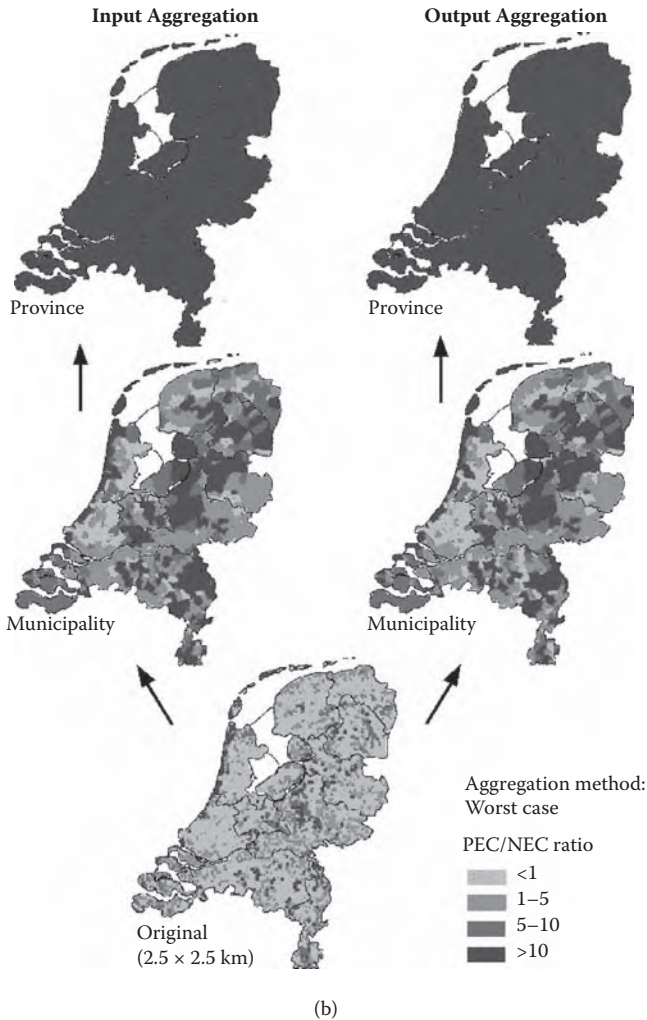 Input Aggregation
Output Aggregation
Province
Province
Municipality
Municipality
Original
(2.5 × 2.5 km)
Aggregation method:
Worst case
PEC/NEC ratio
<1
1–5
5–10
>10
(b)